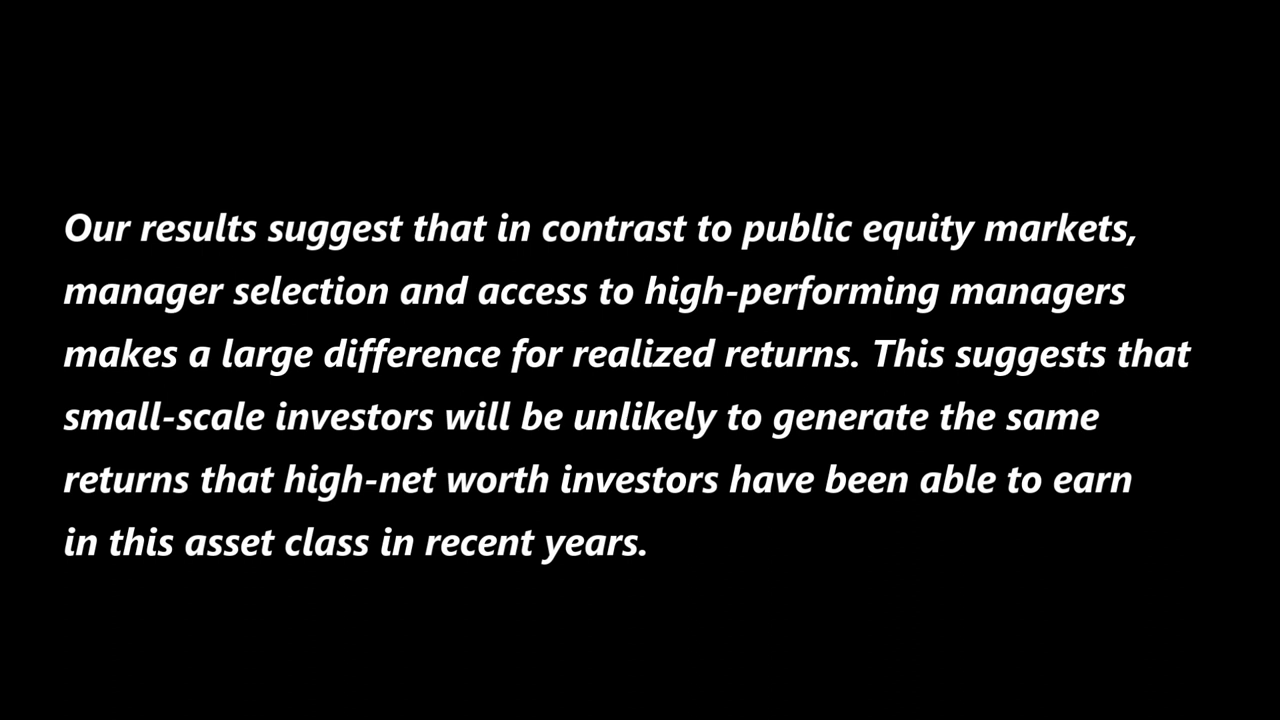 Our results suggest that in contrast to public equity markets,
manager selection and access to high-performing managers
makes a large difference for realized returns. This suggests that
small-scale investors will be unlikely to generate the same
returns that high-net worth investors have been able to earn
in this asset class in recent years.